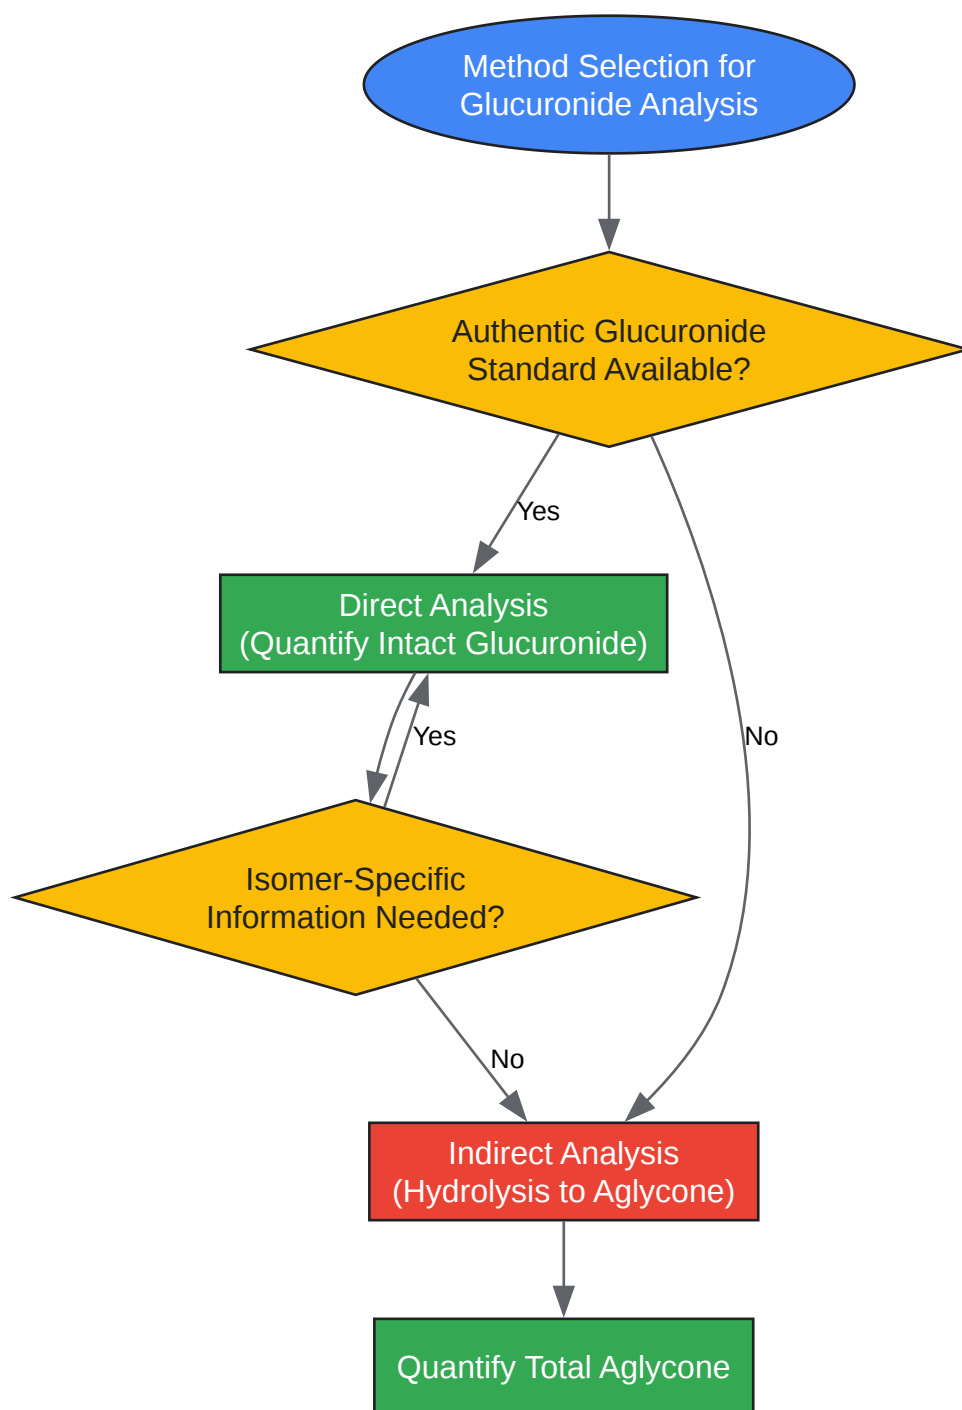 Method Selection for
Glucuronide Analysis
Authentic Glucuronide
Standard Available?
Yes
Direct Analysis
(Quantify Intact Glucuronide)
Yes
No
Isomer-Specific
Information Needed?
No
Indirect Analysis
(Hydrolysis to Aglycone)
Quantify Total Aglycone